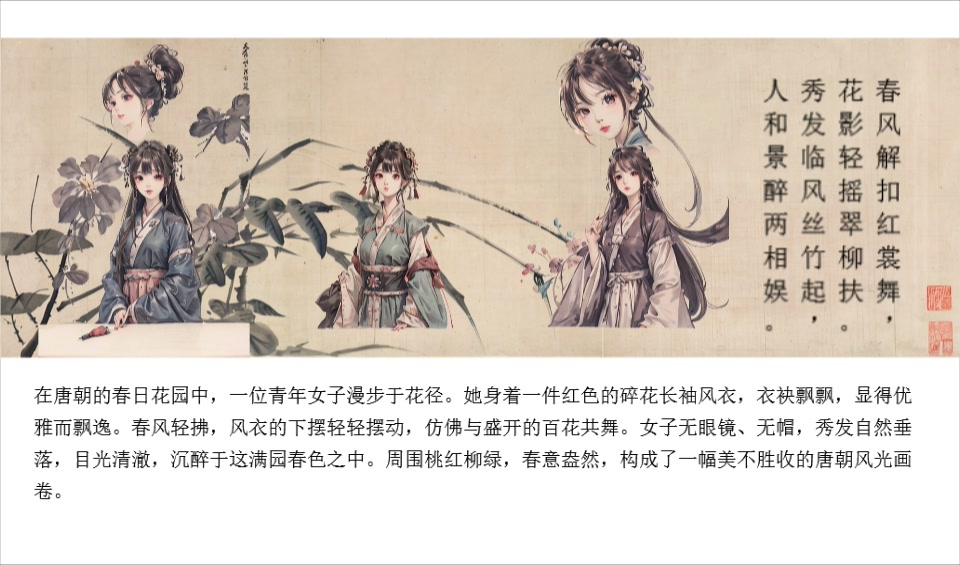 春风解扣红裳舞，
花影轻摇翠柳扶。
秀发临风丝竹起，
人和景醉两相娱。
在唐朝的春日花园中，一位青年女子漫步于花径。她身着一件红色的碎花长袖风衣，衣袂飘飘，显得优
雅而飘逸。春风轻拂，风衣的下摆轻轻摆动，仿佛与盛开的百花共舞。女子无眼镜、无帽，秀发自然垂
落，目光清澈，沉醉于这满园春色之中。周围桃红柳绿，春意盎然，构成了一幅美不胜收的唐朝风光画
卷。